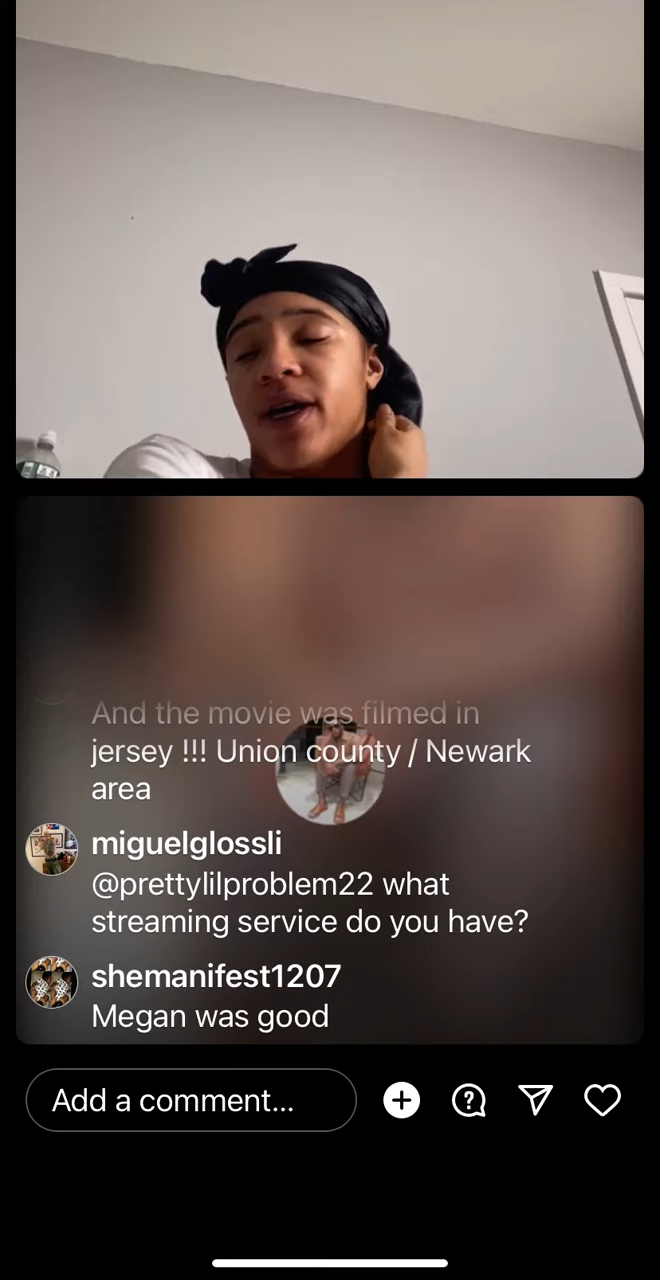 And the movie was filmed in
jersey !!! Union county / Newark
area
miguelglossli
@prettylilproblem22 what
streaming service do you have?
shemanifest1207
Megan was good
Add a comment...